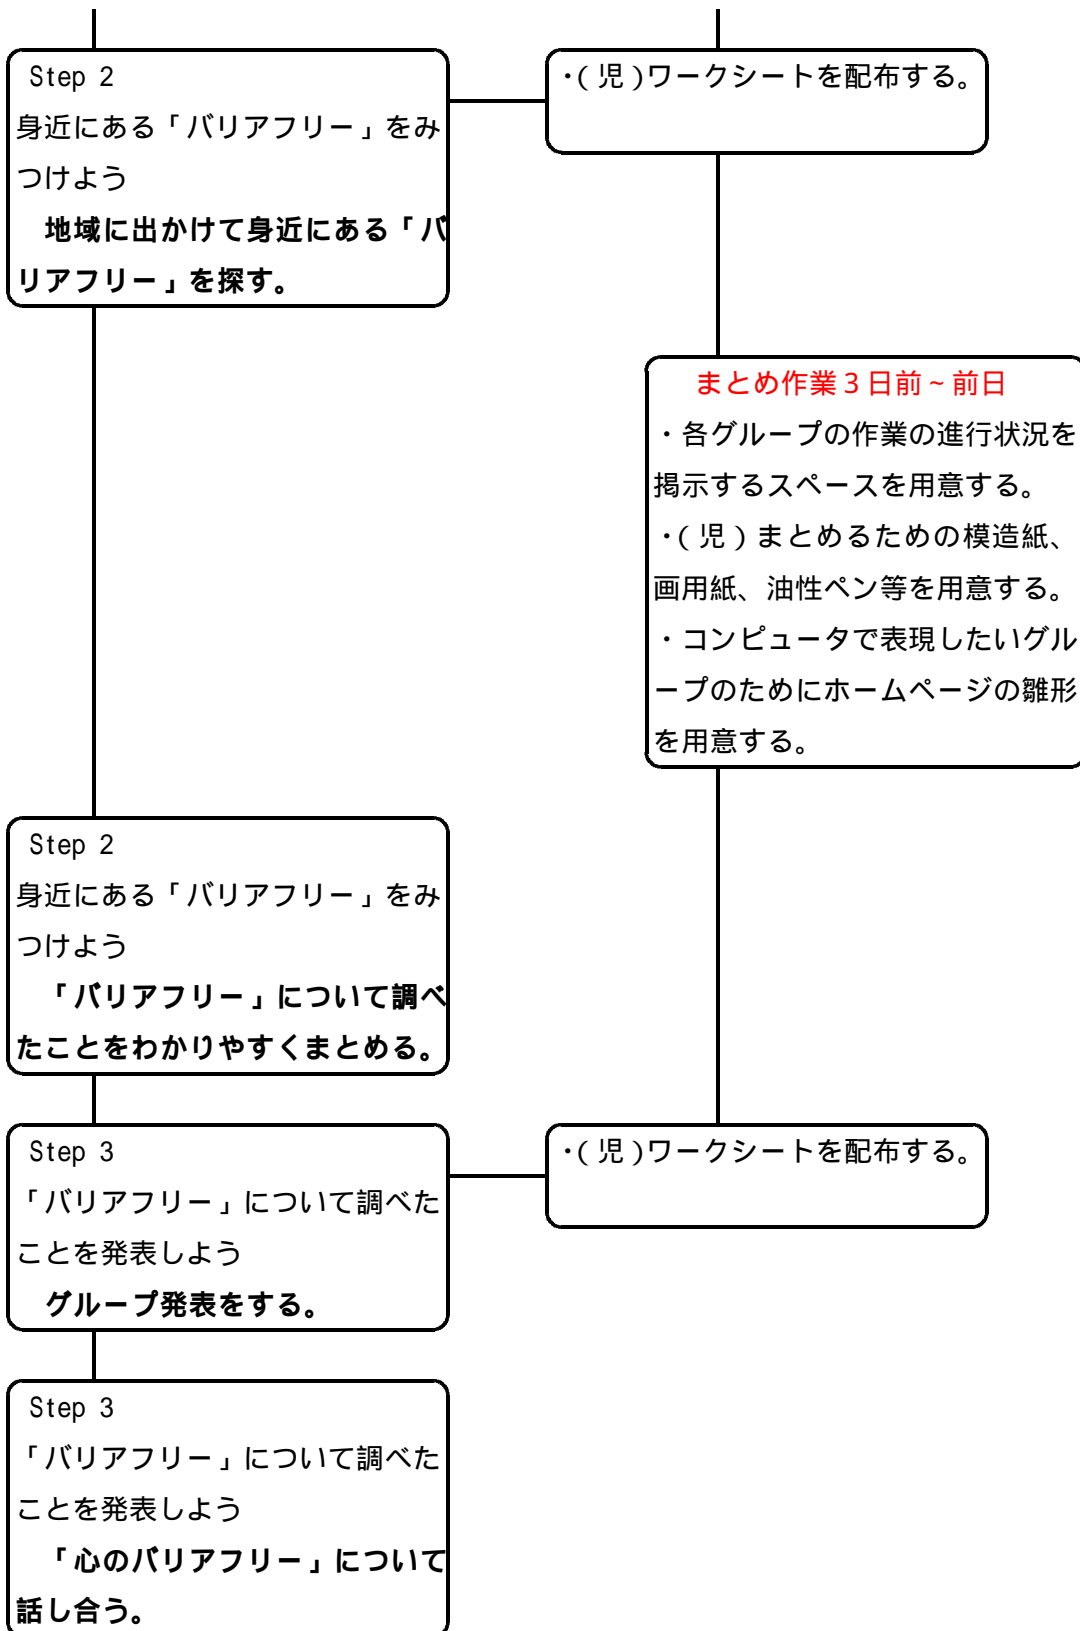 Step 2
身近にある「バリアフリー」をみ
つけよう
地域に出かけて身近にある「バ
リアフリー」を探す。
・(児)ワークシートを配布する。
まとめ作業3日前~前日
・各グループの作業の進行状況を
掲示するスペースを用意する。
・(児)まとめるための模造紙、
画用紙、油性ペン等を用意する。
・コンピュータで表現したいグル
ープのためにホームページの雛形
を用意する。
Step 2
身近にある「バリアフリー」をみ
つけよう
「バリアフリー」について調べ
たことをわかりやすくまとめる。
Step 3
「バリアフリー」について調べた
ことを発表しよう
グループ発表をする。
・(児)ワークシートを配布する。
Step 3
「バリアフリー」について調べた
ことを発表しよう
「心のバリアフリー」について
話し合う。